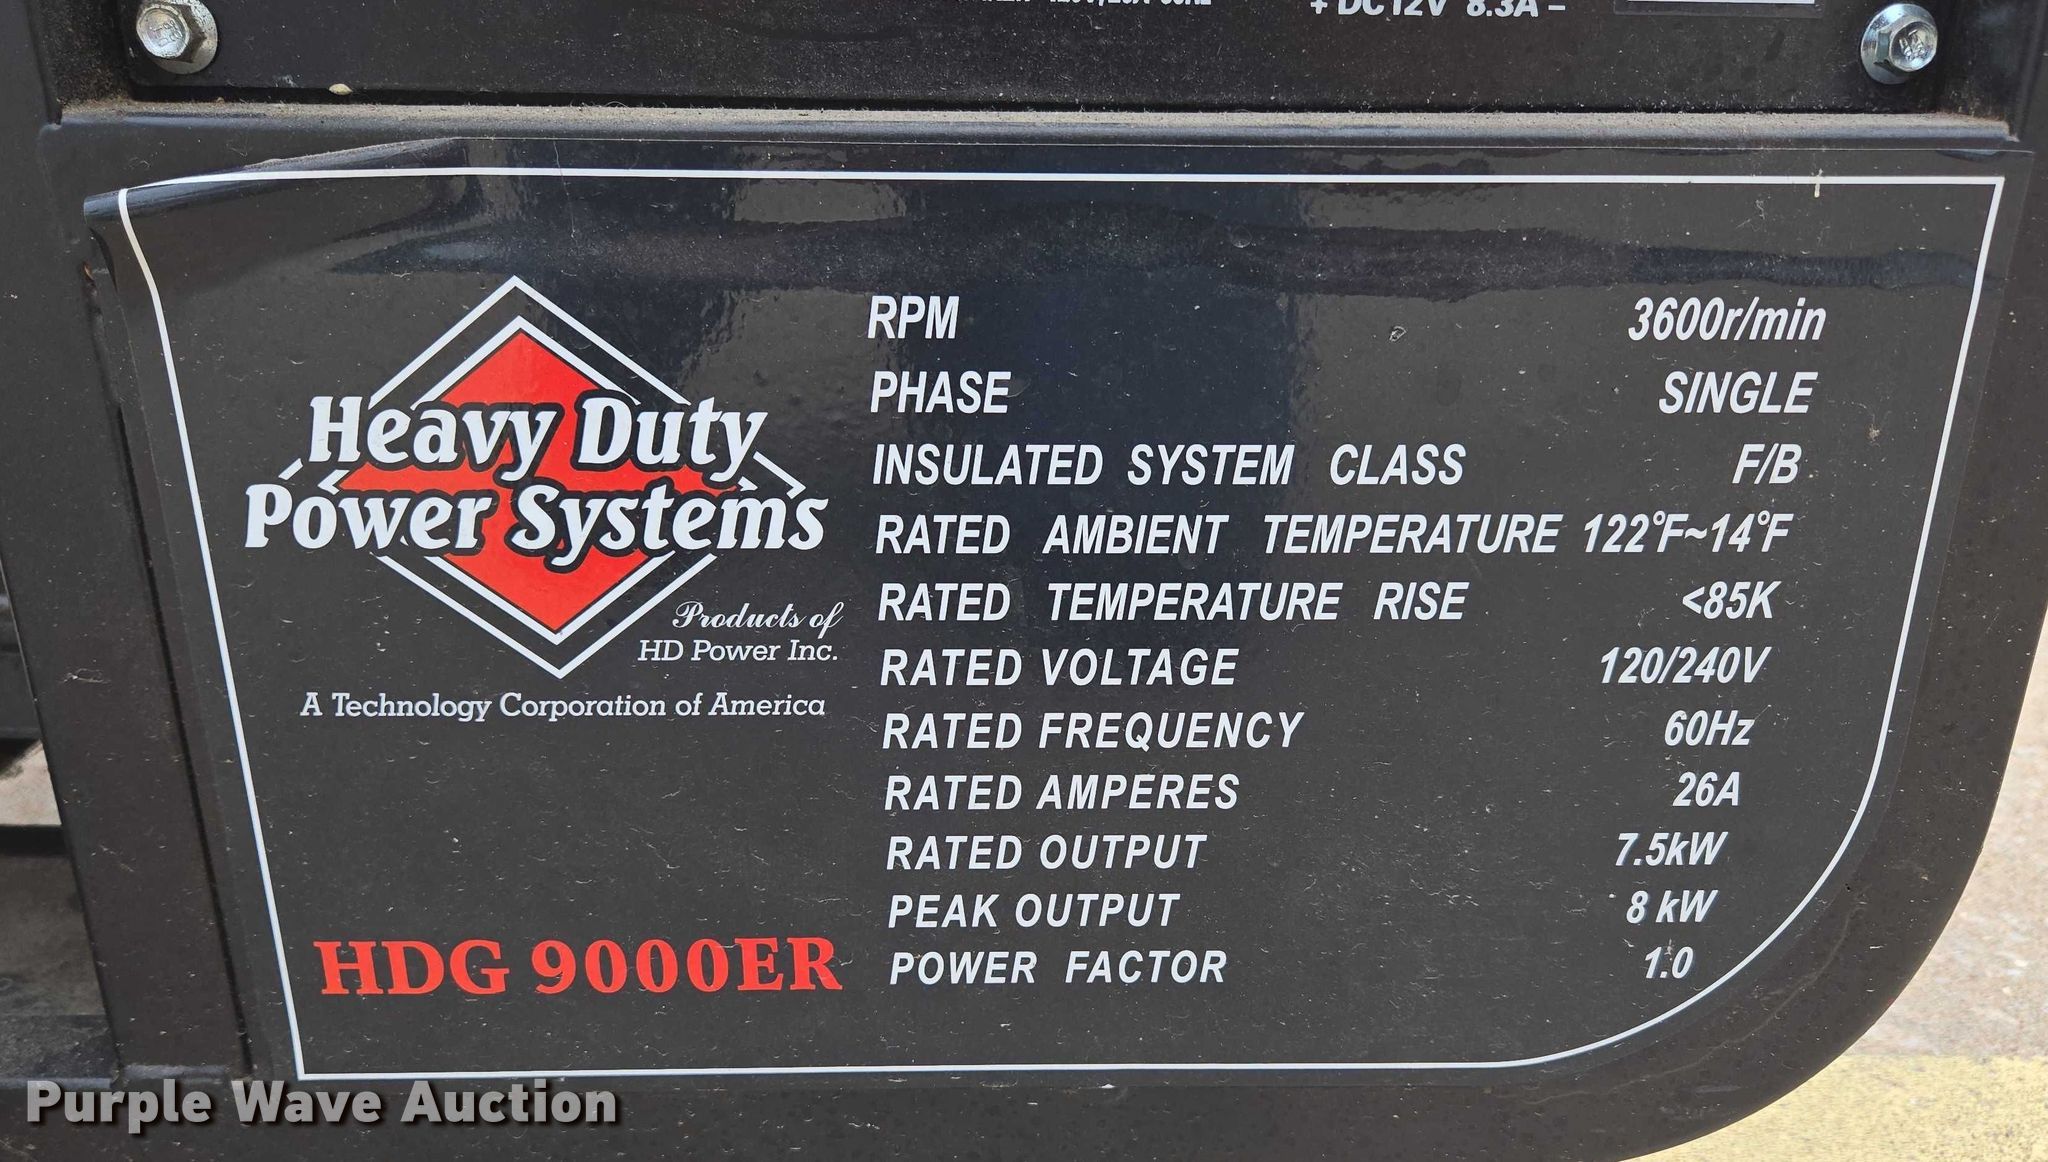 120V/20A 60Hz
+ DC12V 8.3A –
Heavy Duty
Power Systems
Products of
HD Power Inc.
A Technology Corporation of America
HDG 9000ER
RPM 3600r/min
PHASE SINGLE
INSULATED SYSTEM CLASS F/B
RATED AMBIENT TEMPERATURE 122°F~14°F
RATED TEMPERATURE RISE <85K
RATED VOLTAGE 120/240V
RATED FREQUENCY 60Hz
RATED AMPERES 26A
RATED OUTPUT 7.5kW
PEAK OUTPUT 8 kW
POWER FACTOR 1.0
Purple Wave Auction